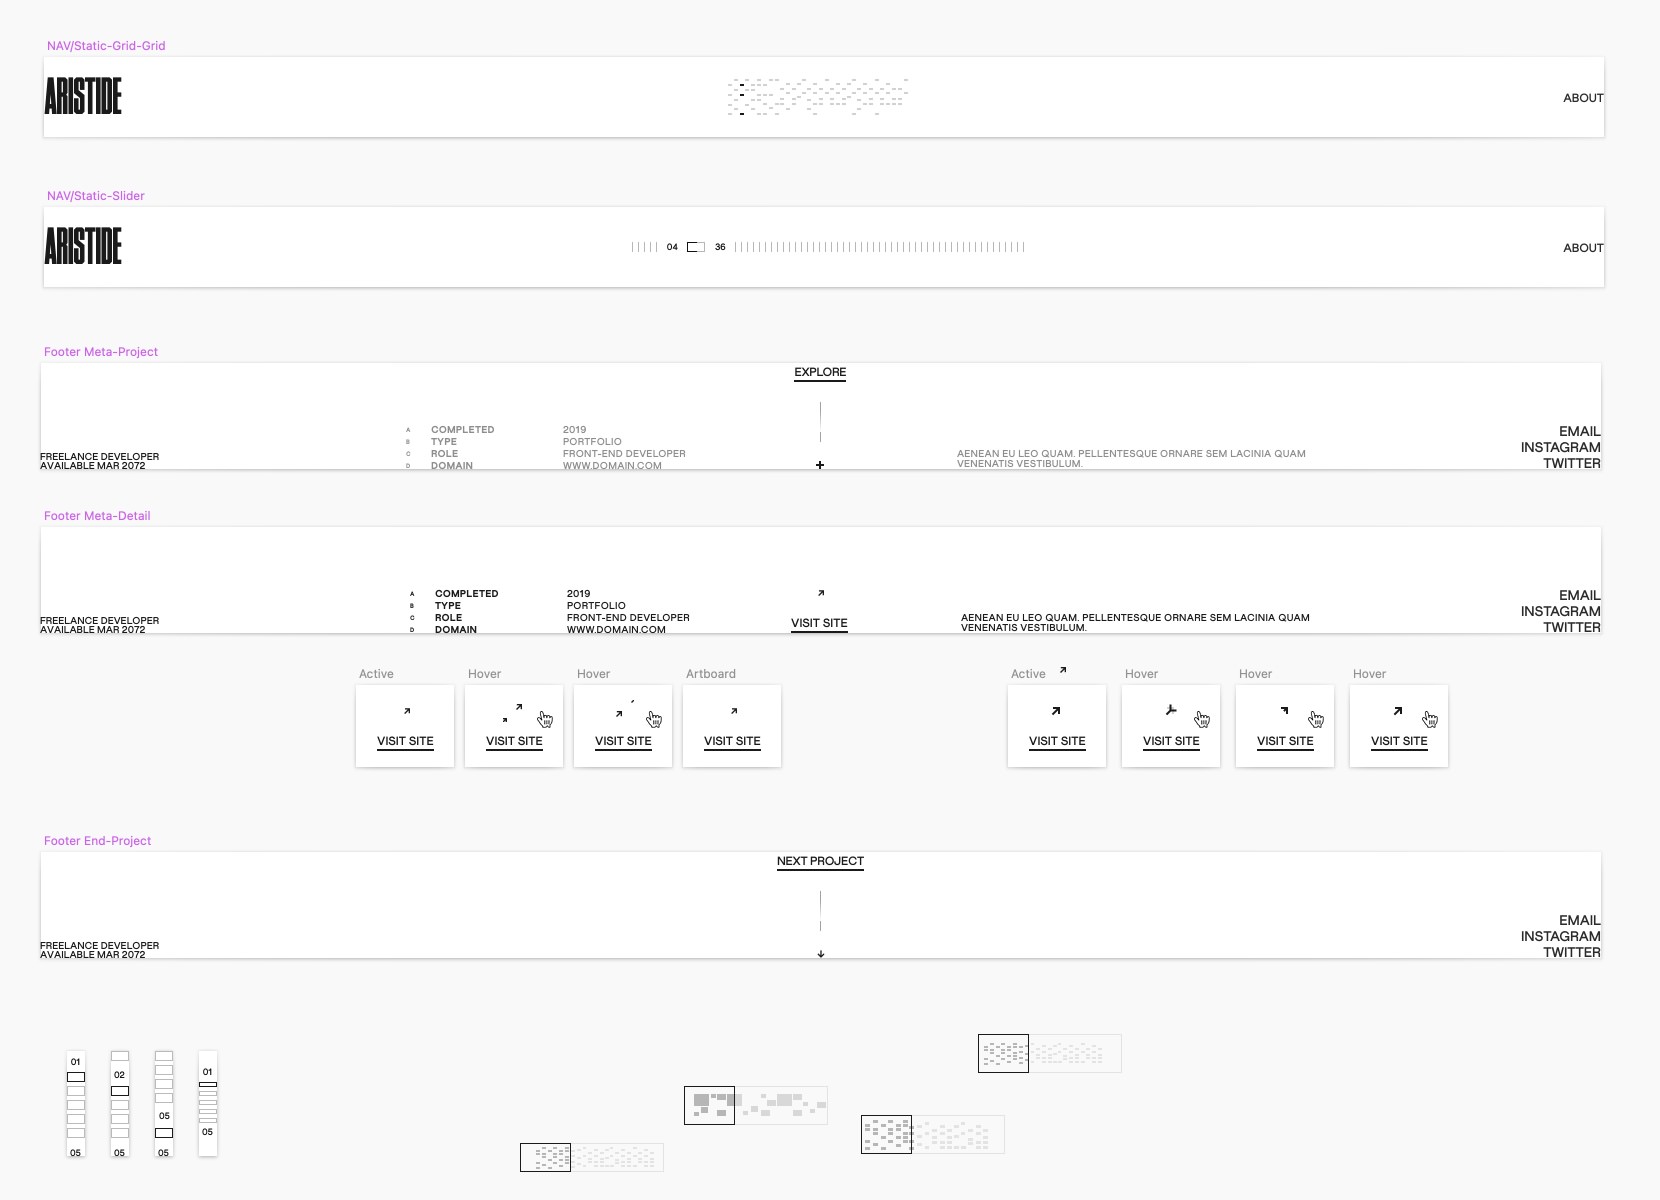 NAV/Static-Grid-Grid
ARISTIDE
ABOUT
NAV/Static-Slider
ARISTIDE
04 36
ABOUT
Footer Meta-Project
EXPLORE
FREELANCE DEVELOPER
AVAILABLE MAR 2072
A COMPLETED 2019
B TYPE PORTFOLIO
C ROLE FRONT-END DEVELOPER
D DOMAIN WWW.DOMAIN.COM
AENEAN EU LEO QUAM. PELLENTESQUE ORNARE SEM LACINIA QUAM
VENENATIS VESTIBULUM.
EMAIL
INSTAGRAM
TWITTER
Footer Meta-Detail
FREELANCE DEVELOPER
AVAILABLE MAR 2072
A COMPLETED 2019
B TYPE PORTFOLIO
C ROLE FRONT-END DEVELOPER
D DOMAIN WWW.DOMAIN.COM
VISIT SITE
AENEAN EU LEO QUAM. PELLENTESQUE ORNARE SEM LACINIA QUAM
VENENATIS VESTIBULUM.
EMAIL
INSTAGRAM
TWITTER
Active Hover Hover Artboard Active Hover Hover Hover
VISIT SITE VISIT SITE VISIT SITE VISIT SITE VISIT SITE VISIT SITE VISIT SITE VISIT SITE
Footer End-Project
NEXT PROJECT
FREELANCE DEVELOPER
AVAILABLE MAR 2072
EMAIL
INSTAGRAM
TWITTER
01
05
02
05
05
05
01
05